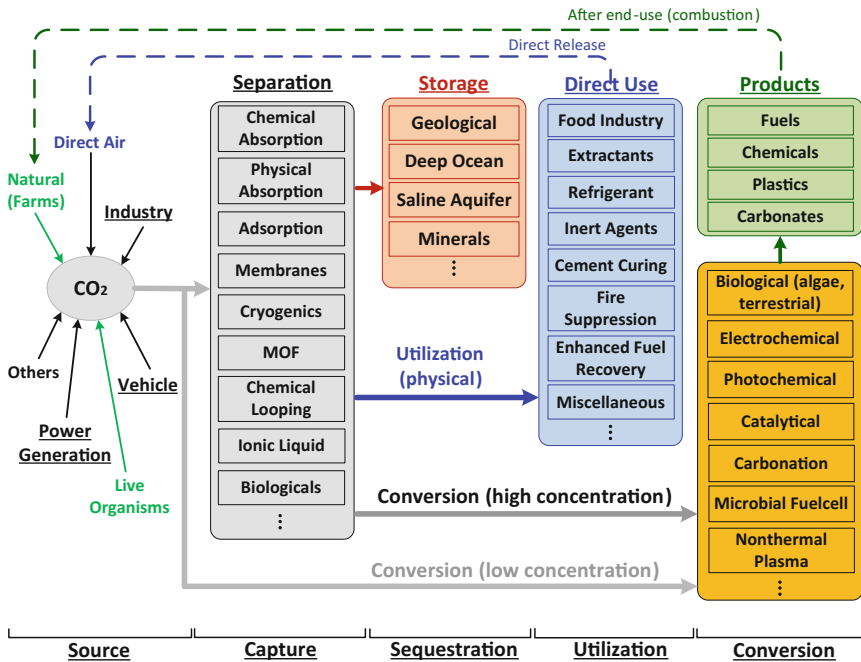 After end-use (combustion)
Direct Release
Separation
Storage
Direct Use
Products
Direct Air
Natural
(Farms)
Industry
CO₂
Others
Vehicle
Power
Generation
Live
Organisms
Chemical
Absorption
Physical
Absorption
Adsorption
Membranes
Cryogenics
MOF
Chemical
Looping
Ionic Liquid
Biologicals
Geological
Deep Ocean
Saline Aquifer
Minerals
Utilization
(physical)
Food Industry
Extractants
Refrigerant
Inert Agents
Cement Curing
Fire
Suppression
Enhanced Fuel
Recovery
Miscellaneous
Fuels
Chemicals
Plastics
Carbonates
Biological (algae,
terrestrial)
Electrochemical
Photochemical
Catalytical
Carbonation
Microbial Fuelcell
Nonthermal
Plasma
Conversion (high concentration)
Conversion (low concentration)
Source
Capture
Sequestration
Utilization
Conversion